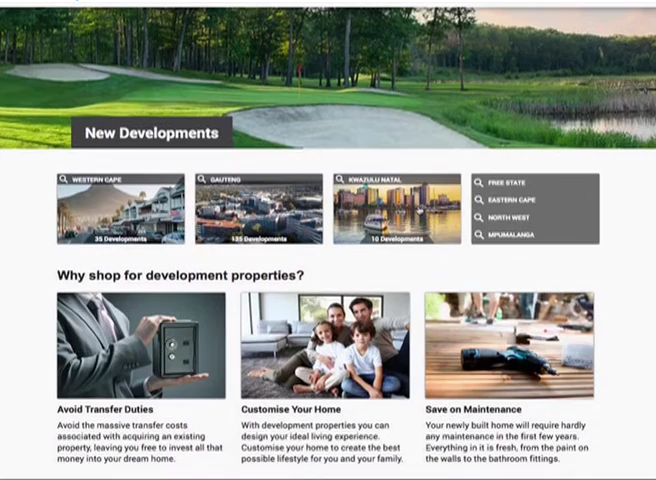 New Developments
WESTERN CAPE
35 Developments
GAUTENG
135 Developments
KWAZULU NATAL
10 Developments
FREE STATE
EASTERN CAPE
NORTH WEST
MPUMALANGA
Why shop for development properties?
Avoid Transfer Duties
Avoid the massive transfer costs
associated with acquiring an existing
property, leaving you free to invest all that
money into your dream home.
Customise Your Home
With development properties you can
design your ideal living experience.
Customise your home to create the best
possible lifestyle for you and your family.
Save on Maintenance
Your newly built home will require hardly
any maintenance in the first few years.
Everything in it is fresh, from the paint on
the walls to the bathroom fittings.